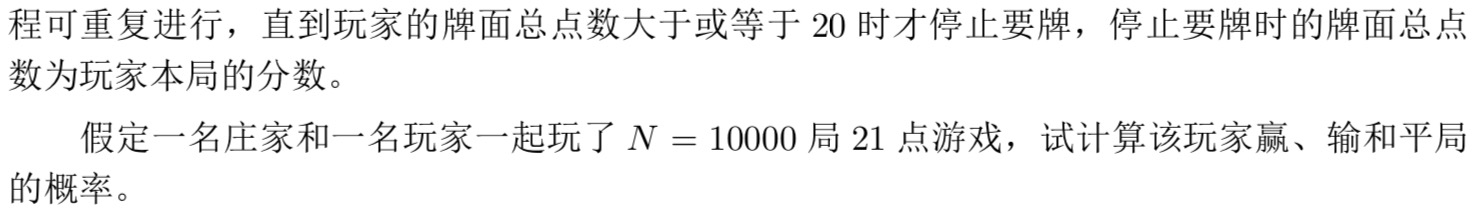 程可重复进行，直到玩家的牌面总点数大于或等于 20 时才停止要牌，停止要牌时的牌面总点
数为玩家本局的分数。
假定一名庄家和一名玩家一起玩了 N = 10000 局 21 点游戏，试计算该玩家赢、输和平局
的概率。